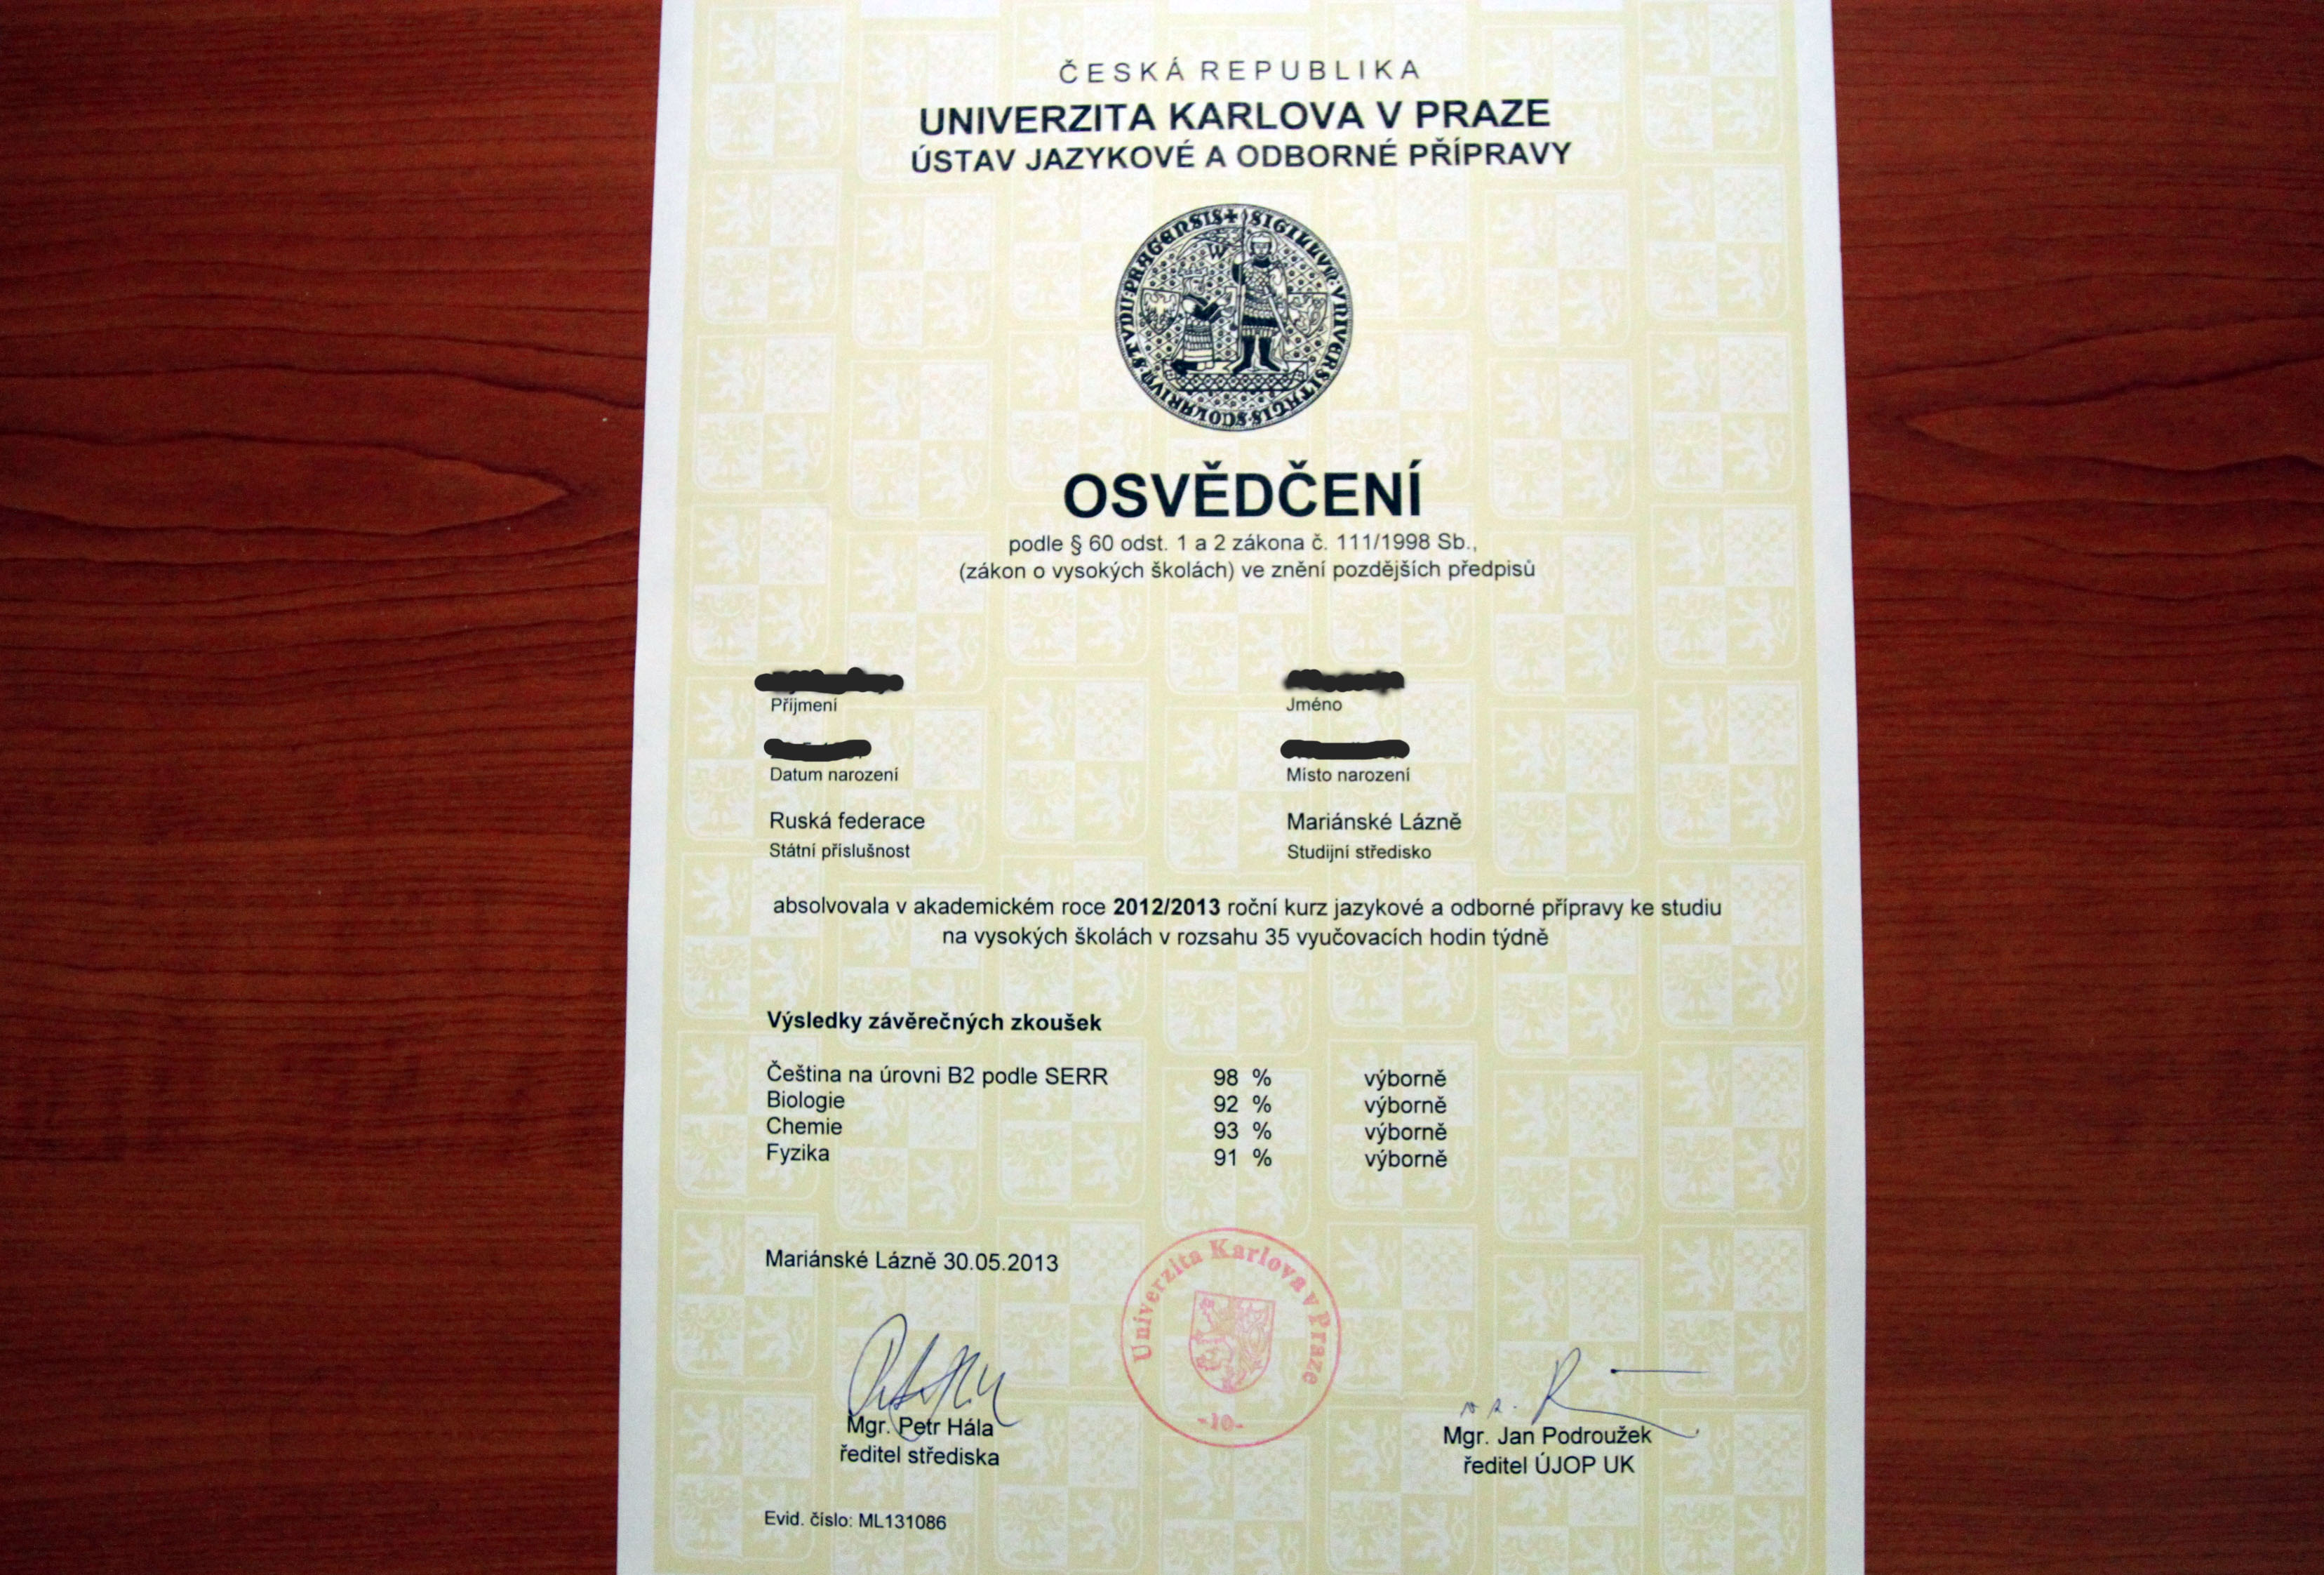 ČESKÁ REPUBLIKA
UNIVERZITA KARLOVA V PRAZE
ÚSTAV JAZYKOVÉ A ODBORNÉ PŘÍPRAVY
SIGILLVM
PRAGENSIS
OSVĚDČENÍ
podle § 60 odst. 1 a 2 zákona č. 111/1998 Sb.,
(zákon o vysokých školách) ve znění pozdějších předpisů
Příjmení Jméno
Datum narození Místo narození
Ruská federace Mariánské Lázně
Státní příslušnost Studijní středisko
absolvovala v akademickém roce 2012/2013 roční kurz jazykové a odborné přípravy ke studiu
na vysokých školách v rozsahu 35 vyučovacích hodin týdně
Výsledky závěrečných zkoušek
Čeština na úrovni B2 podle SERR 98 % výborně
Biologie 92 % výborně
Chemie 93 % výborně
Fyzika 91 % výborně
Mariánské Lázně 30.05.2013
Univerzita Karlova v Praze
-10-
Mgr. Petr Hála
ředitel střediska
Mgr. Jan Podroužek
ředitel ÚJOP UK
Evid. číslo: ML131086